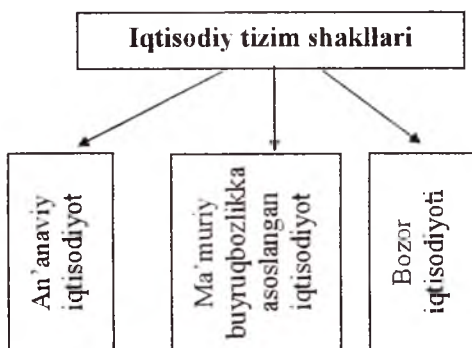 Iqtisodiy tizim shakllari
An’anaviy
iqtisodiyot
Ma’muriy
buyruqbozlikka
asoslangan
iqtisodiyot
Bozor
iqtisodiyoti